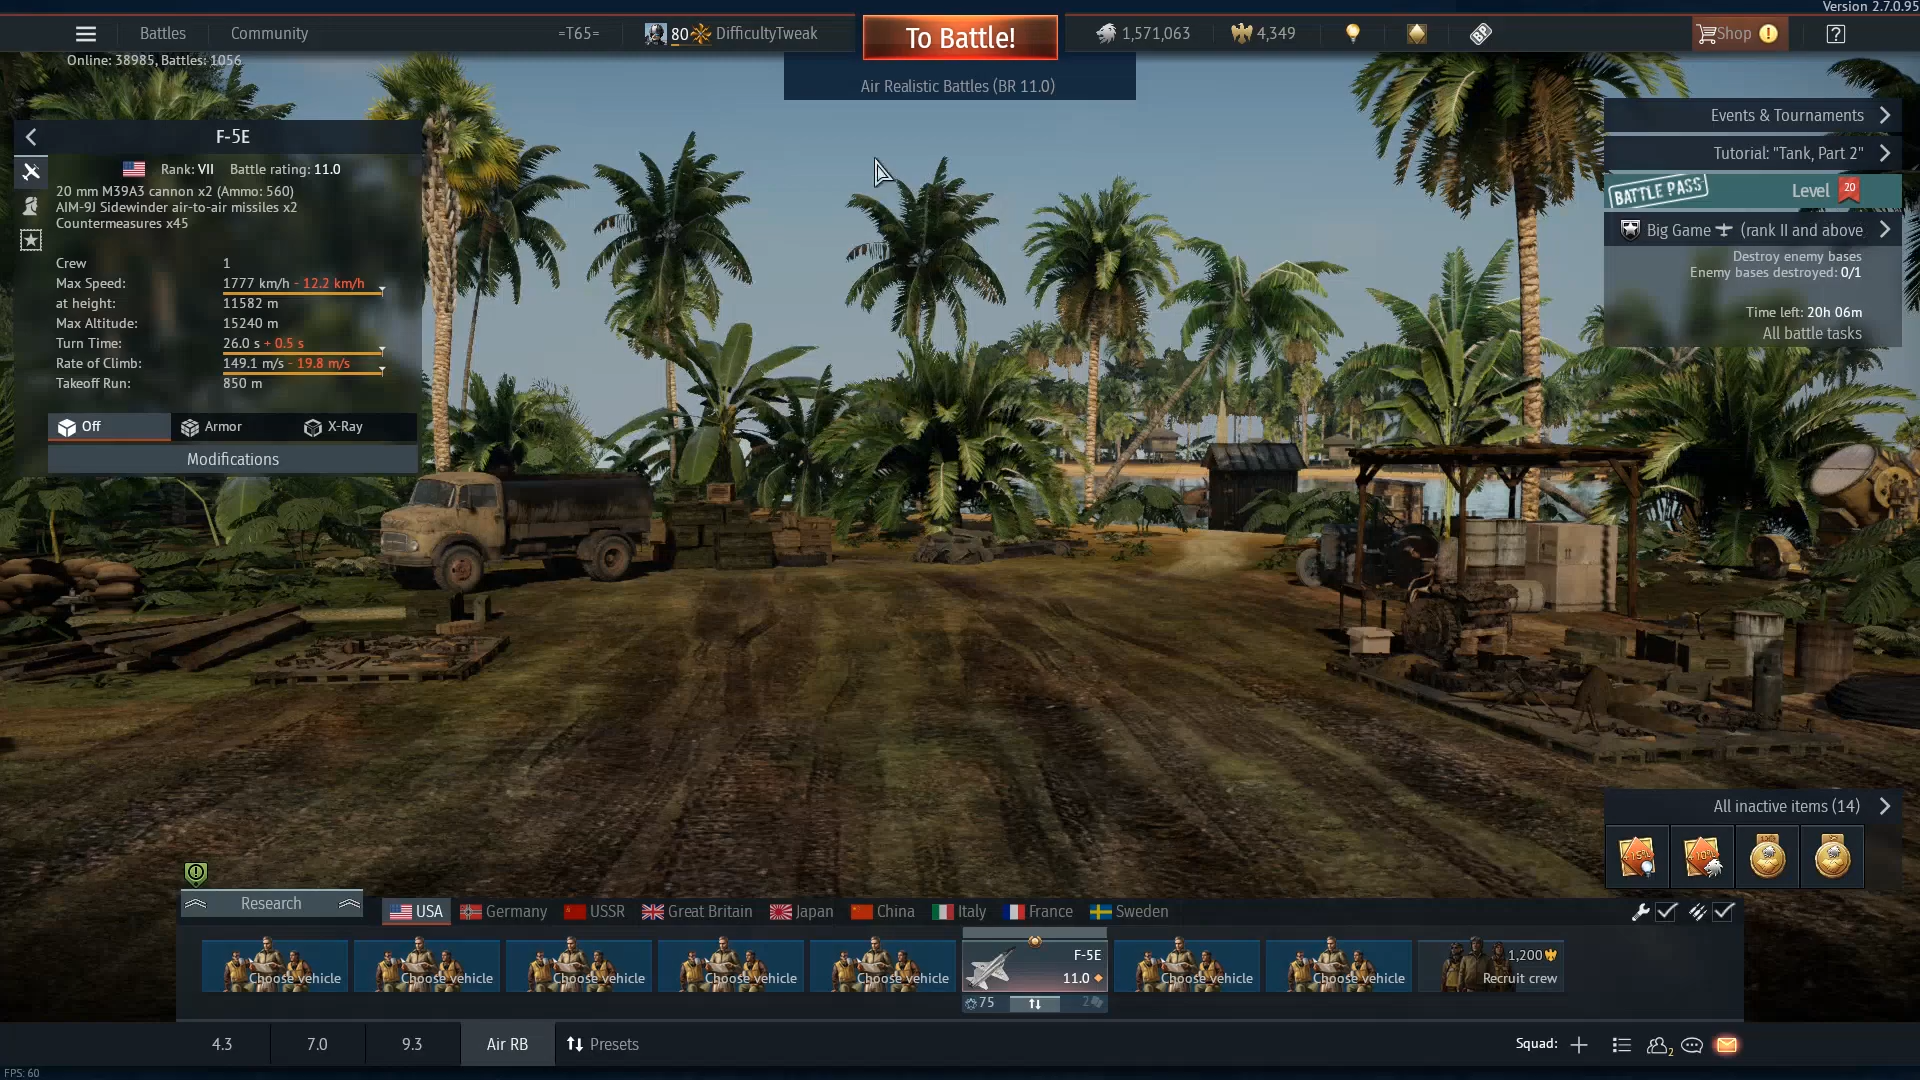 Version 2.7.0.95
Battles
Community
=T65=
80 DifficultyTweak
To Battle!
1,571,063
4,349
BP
Shop
?
Online: 38985, Battles: 1056
Air Realistic Battles (BR 11.0)
F-5E
Rank: VII Battle rating: 11.0
20 mm M39A3 cannon x2 (Ammo: 560)
AIM-9J Sidewinder air-to-air missiles x2
Countermeasures x45
Crew 1
Max Speed: 1777 km/h - 12.2 km/h
at height: 11582 m
Max Altitude: 15240 m
Turn Time: 26.0 s + 0.5 s
Rate of Climb: 149.1 m/s - 19.8 m/s
Takeoff Run: 850 m
Off
Armor
X-Ray
Modifications
Events & Tournaments
Tutorial: "Tank, Part 2"
BATTLE PASS Level 20
Big Game (rank II and above
Destroy enemy bases
Enemy bases destroyed: 0/1
Time left: 20h 06m
All battle tasks
All inactive items (14)
Research
USA
Germany
USSR
Great Britain
Japan
China
Italy
France
Sweden
Choose vehicle
Choose vehicle
Choose vehicle
Choose vehicle
Choose vehicle
F-5E
11.0
75
2
Choose vehicle
Choose vehicle
1,200
Recruit crew
4.3
7.0
9.3
Air RB
Presets
Squad:
2
FPS: 60